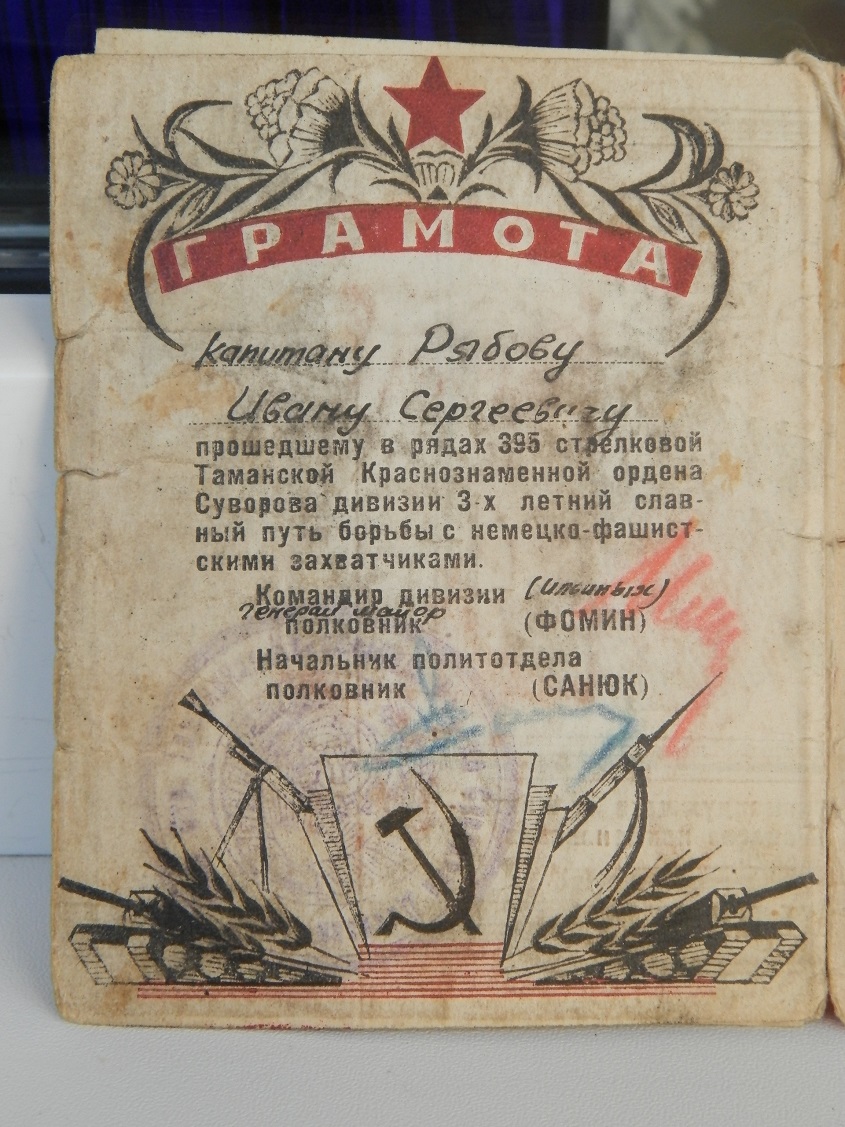 ГРАМОТА
капитану Рябову
Ивану Сергеевичу
прошедшему в рядах 395 стрелковой
Таманской Краснознаменной ордена
Суворова дивизии 3-х летний слав-
ный путь борьбы с немецко-фашист-
скими захватчиками.
Командир дивизии (Ильиных)
генерал майор
полковник (ФОМИН)
Начальник политотдела
полковник (САНЮК)